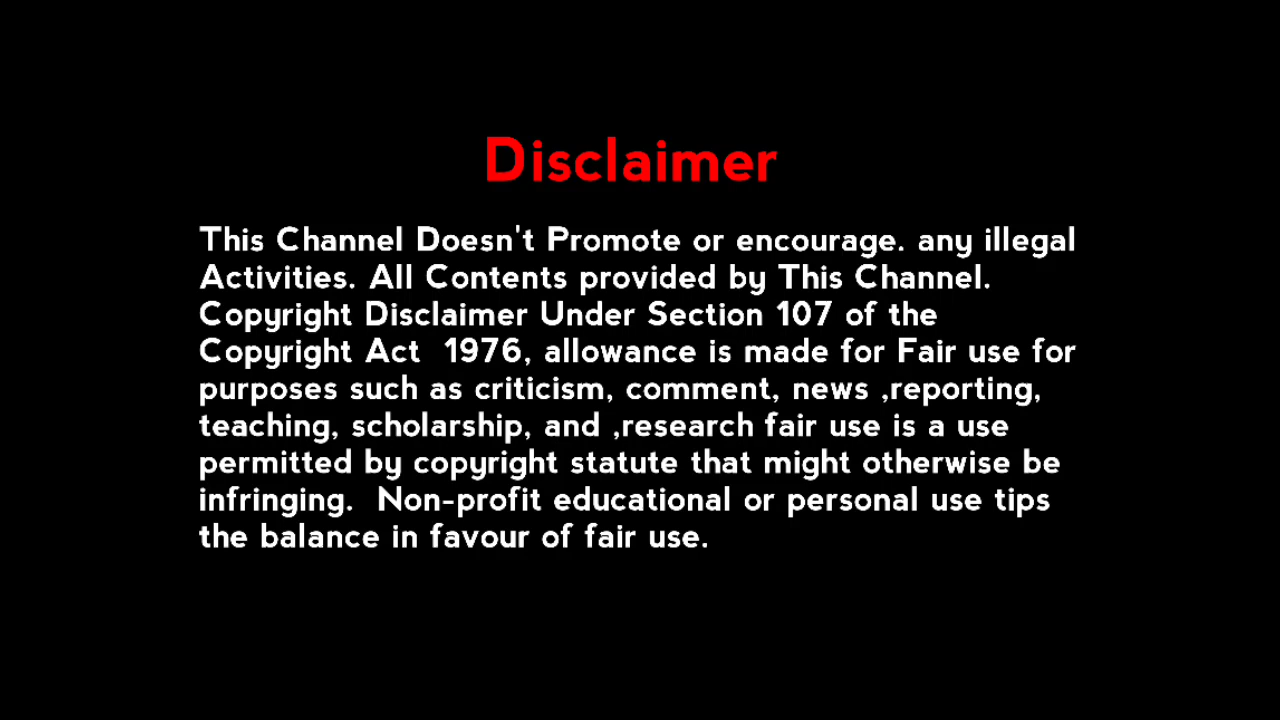 Disclaimer
This Channel Doesn't Promote or encourage. any illegal
Activities. All Contents provided by This Channel.
Copyright Disclaimer Under Section 107 of the
Copyright Act  1976, allowance is made for Fair use for
purposes such as criticism, comment, news ,reporting,
teaching, scholarship, and ,research fair use is a use
permitted by copyright statute that might otherwise be
infringing.  Non-profit educational or personal use tips
the balance in favour of fair use.